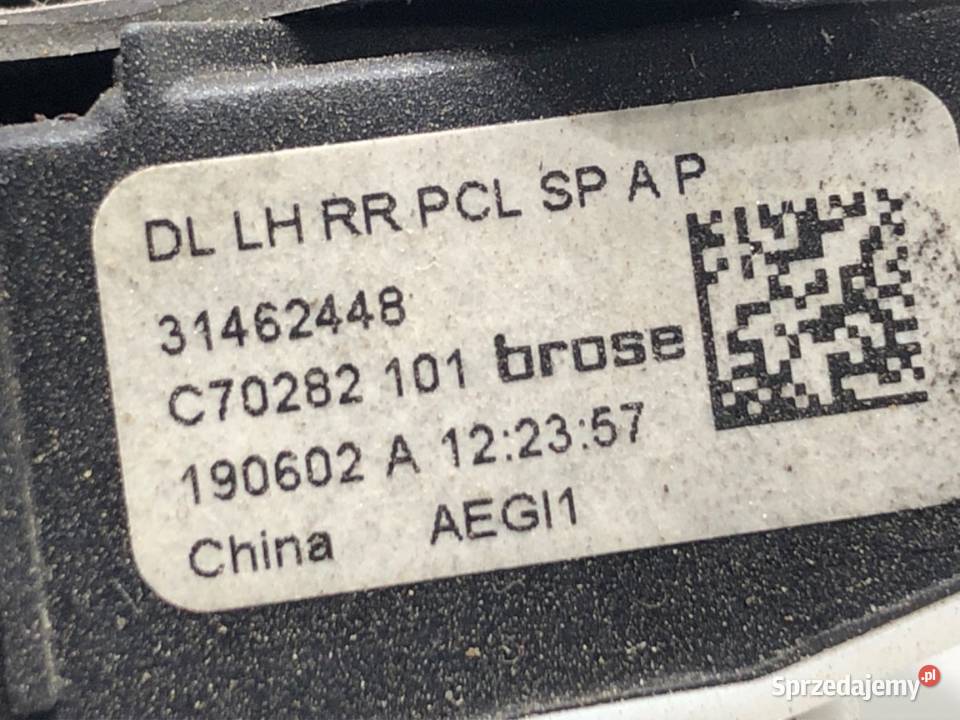 DL LH RR PCL SP A P
31462448
C70282 101 brose
190602 A 12:23:57
China AEGI1
Sprzedajemy.pl